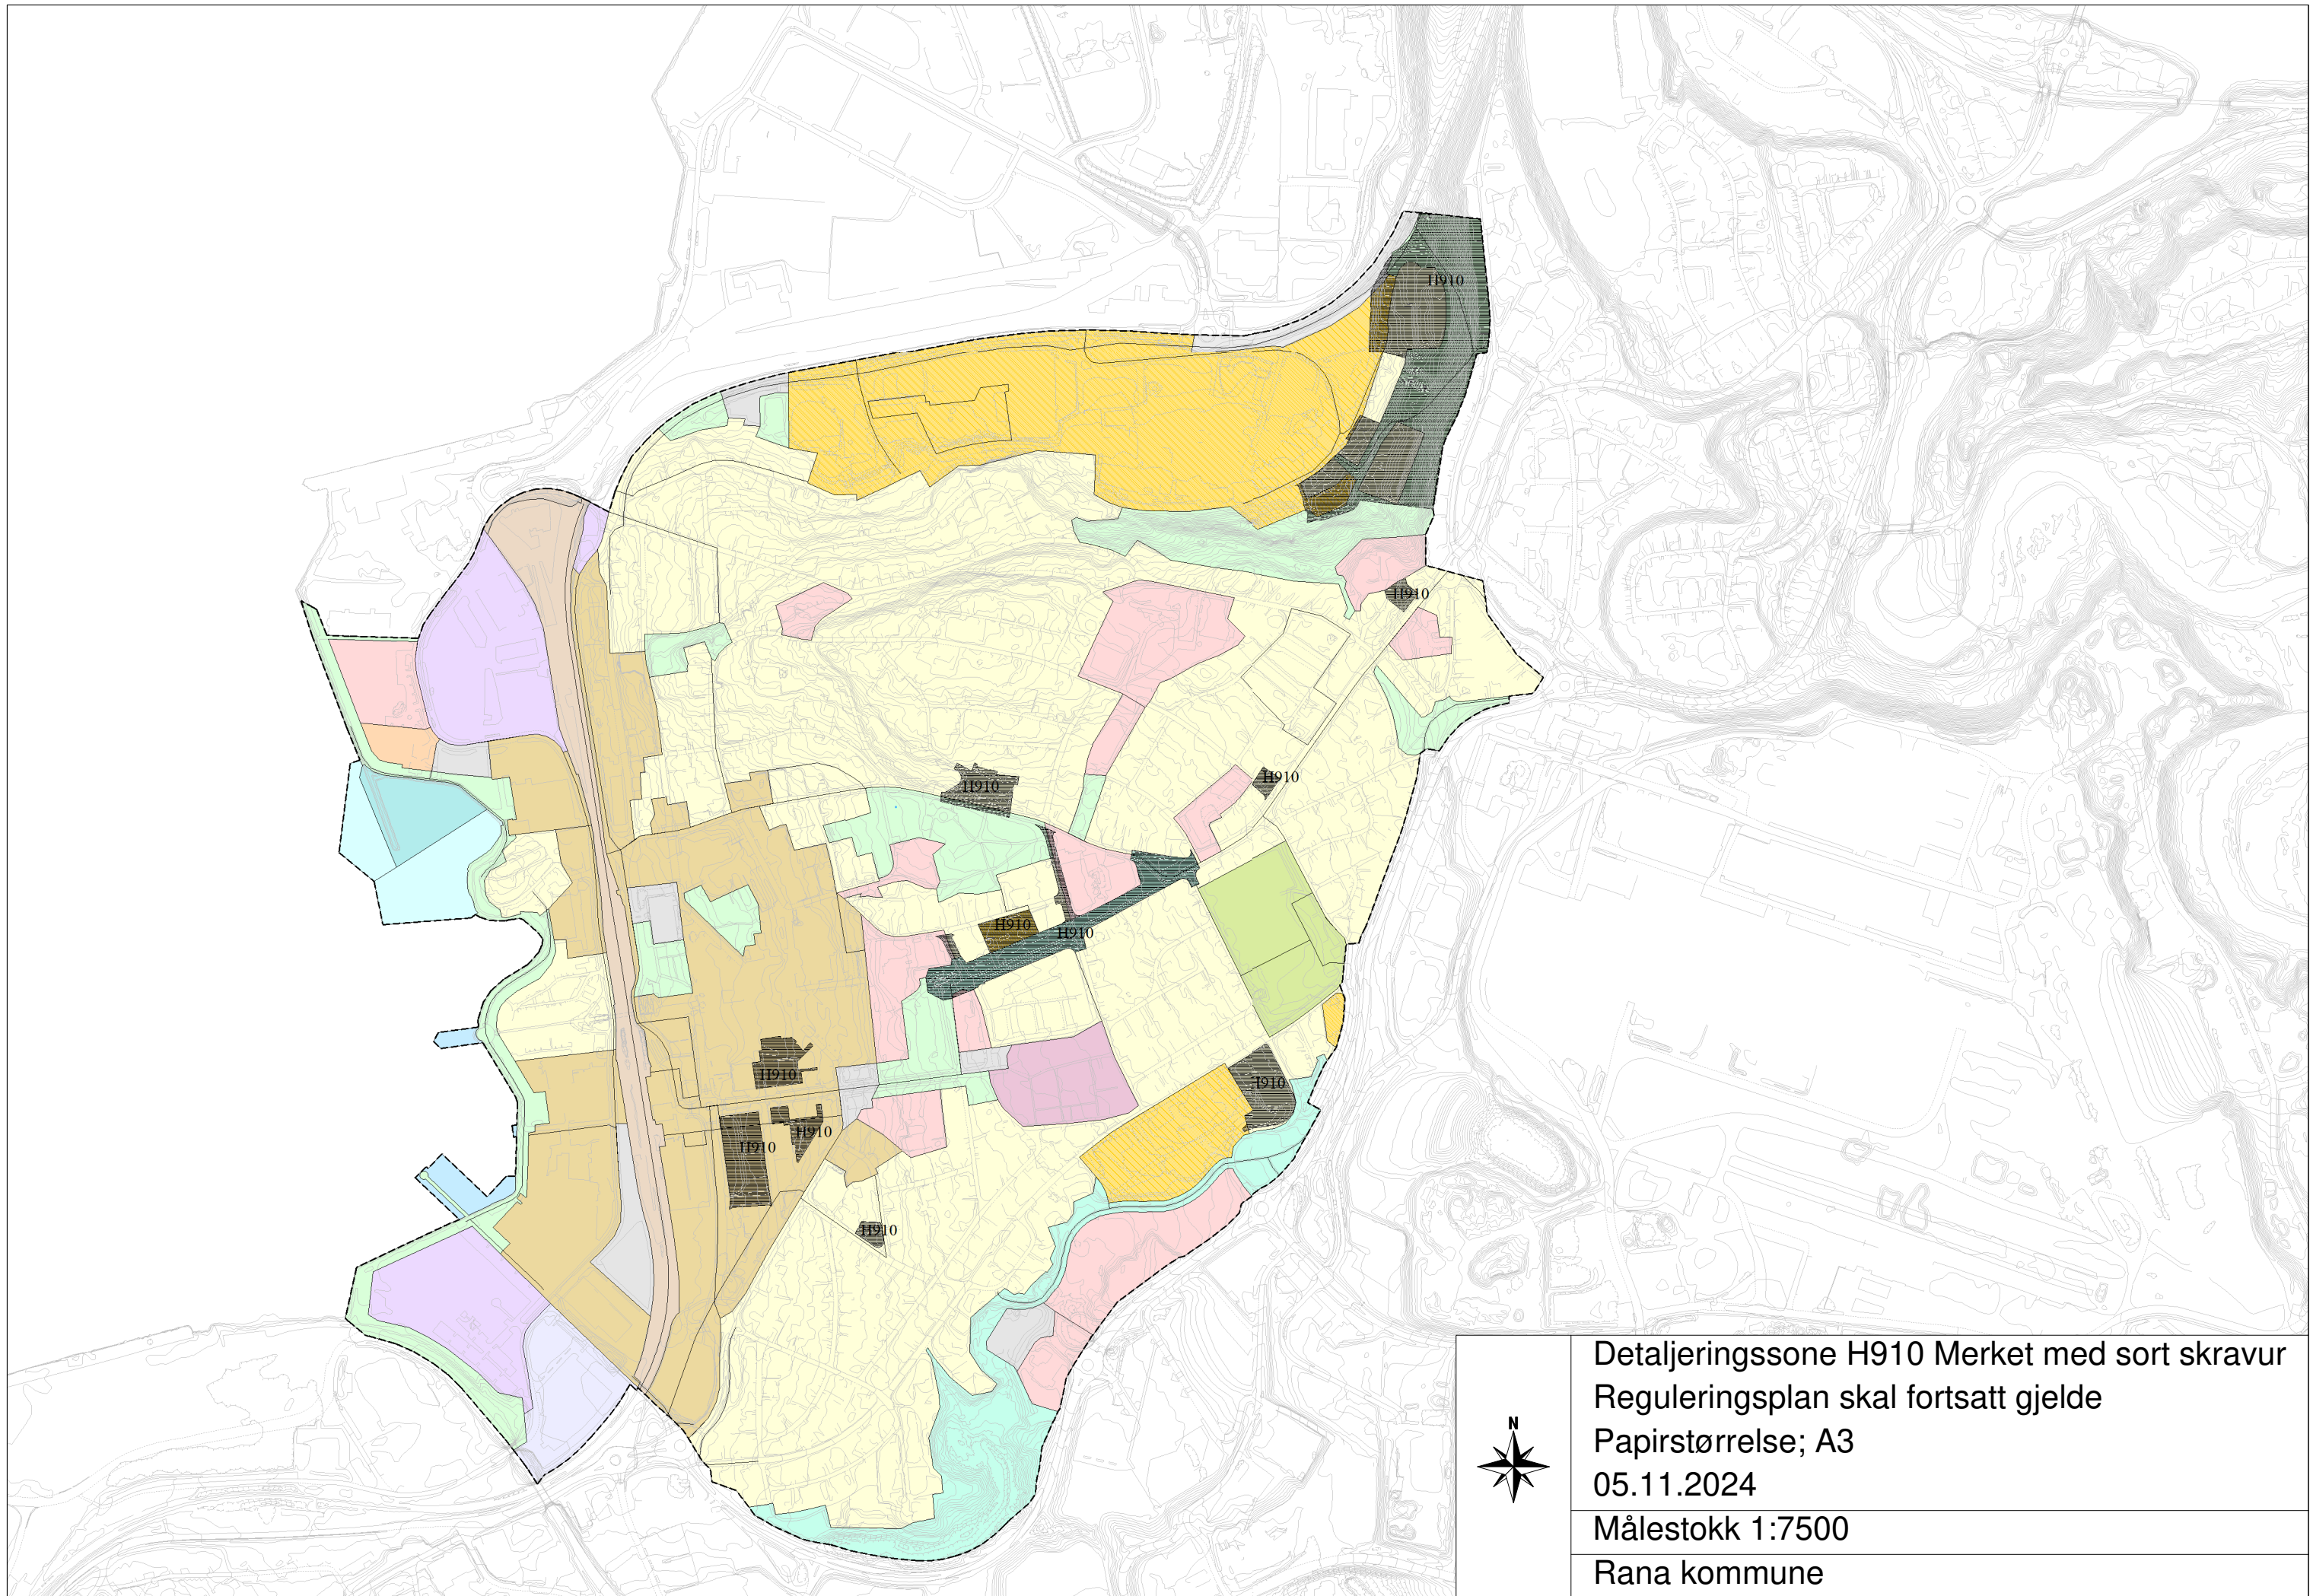 H910
H910
H910
H910
H910
H910
H910
H910
H910
H910
H910
N
Detaljeringssone H910 Merket med sort skravur
Reguleringsplan skal fortsatt gjelde
Papirstørrelse; A3
05.11.2024
Målestokk 1:7500
Rana kommune